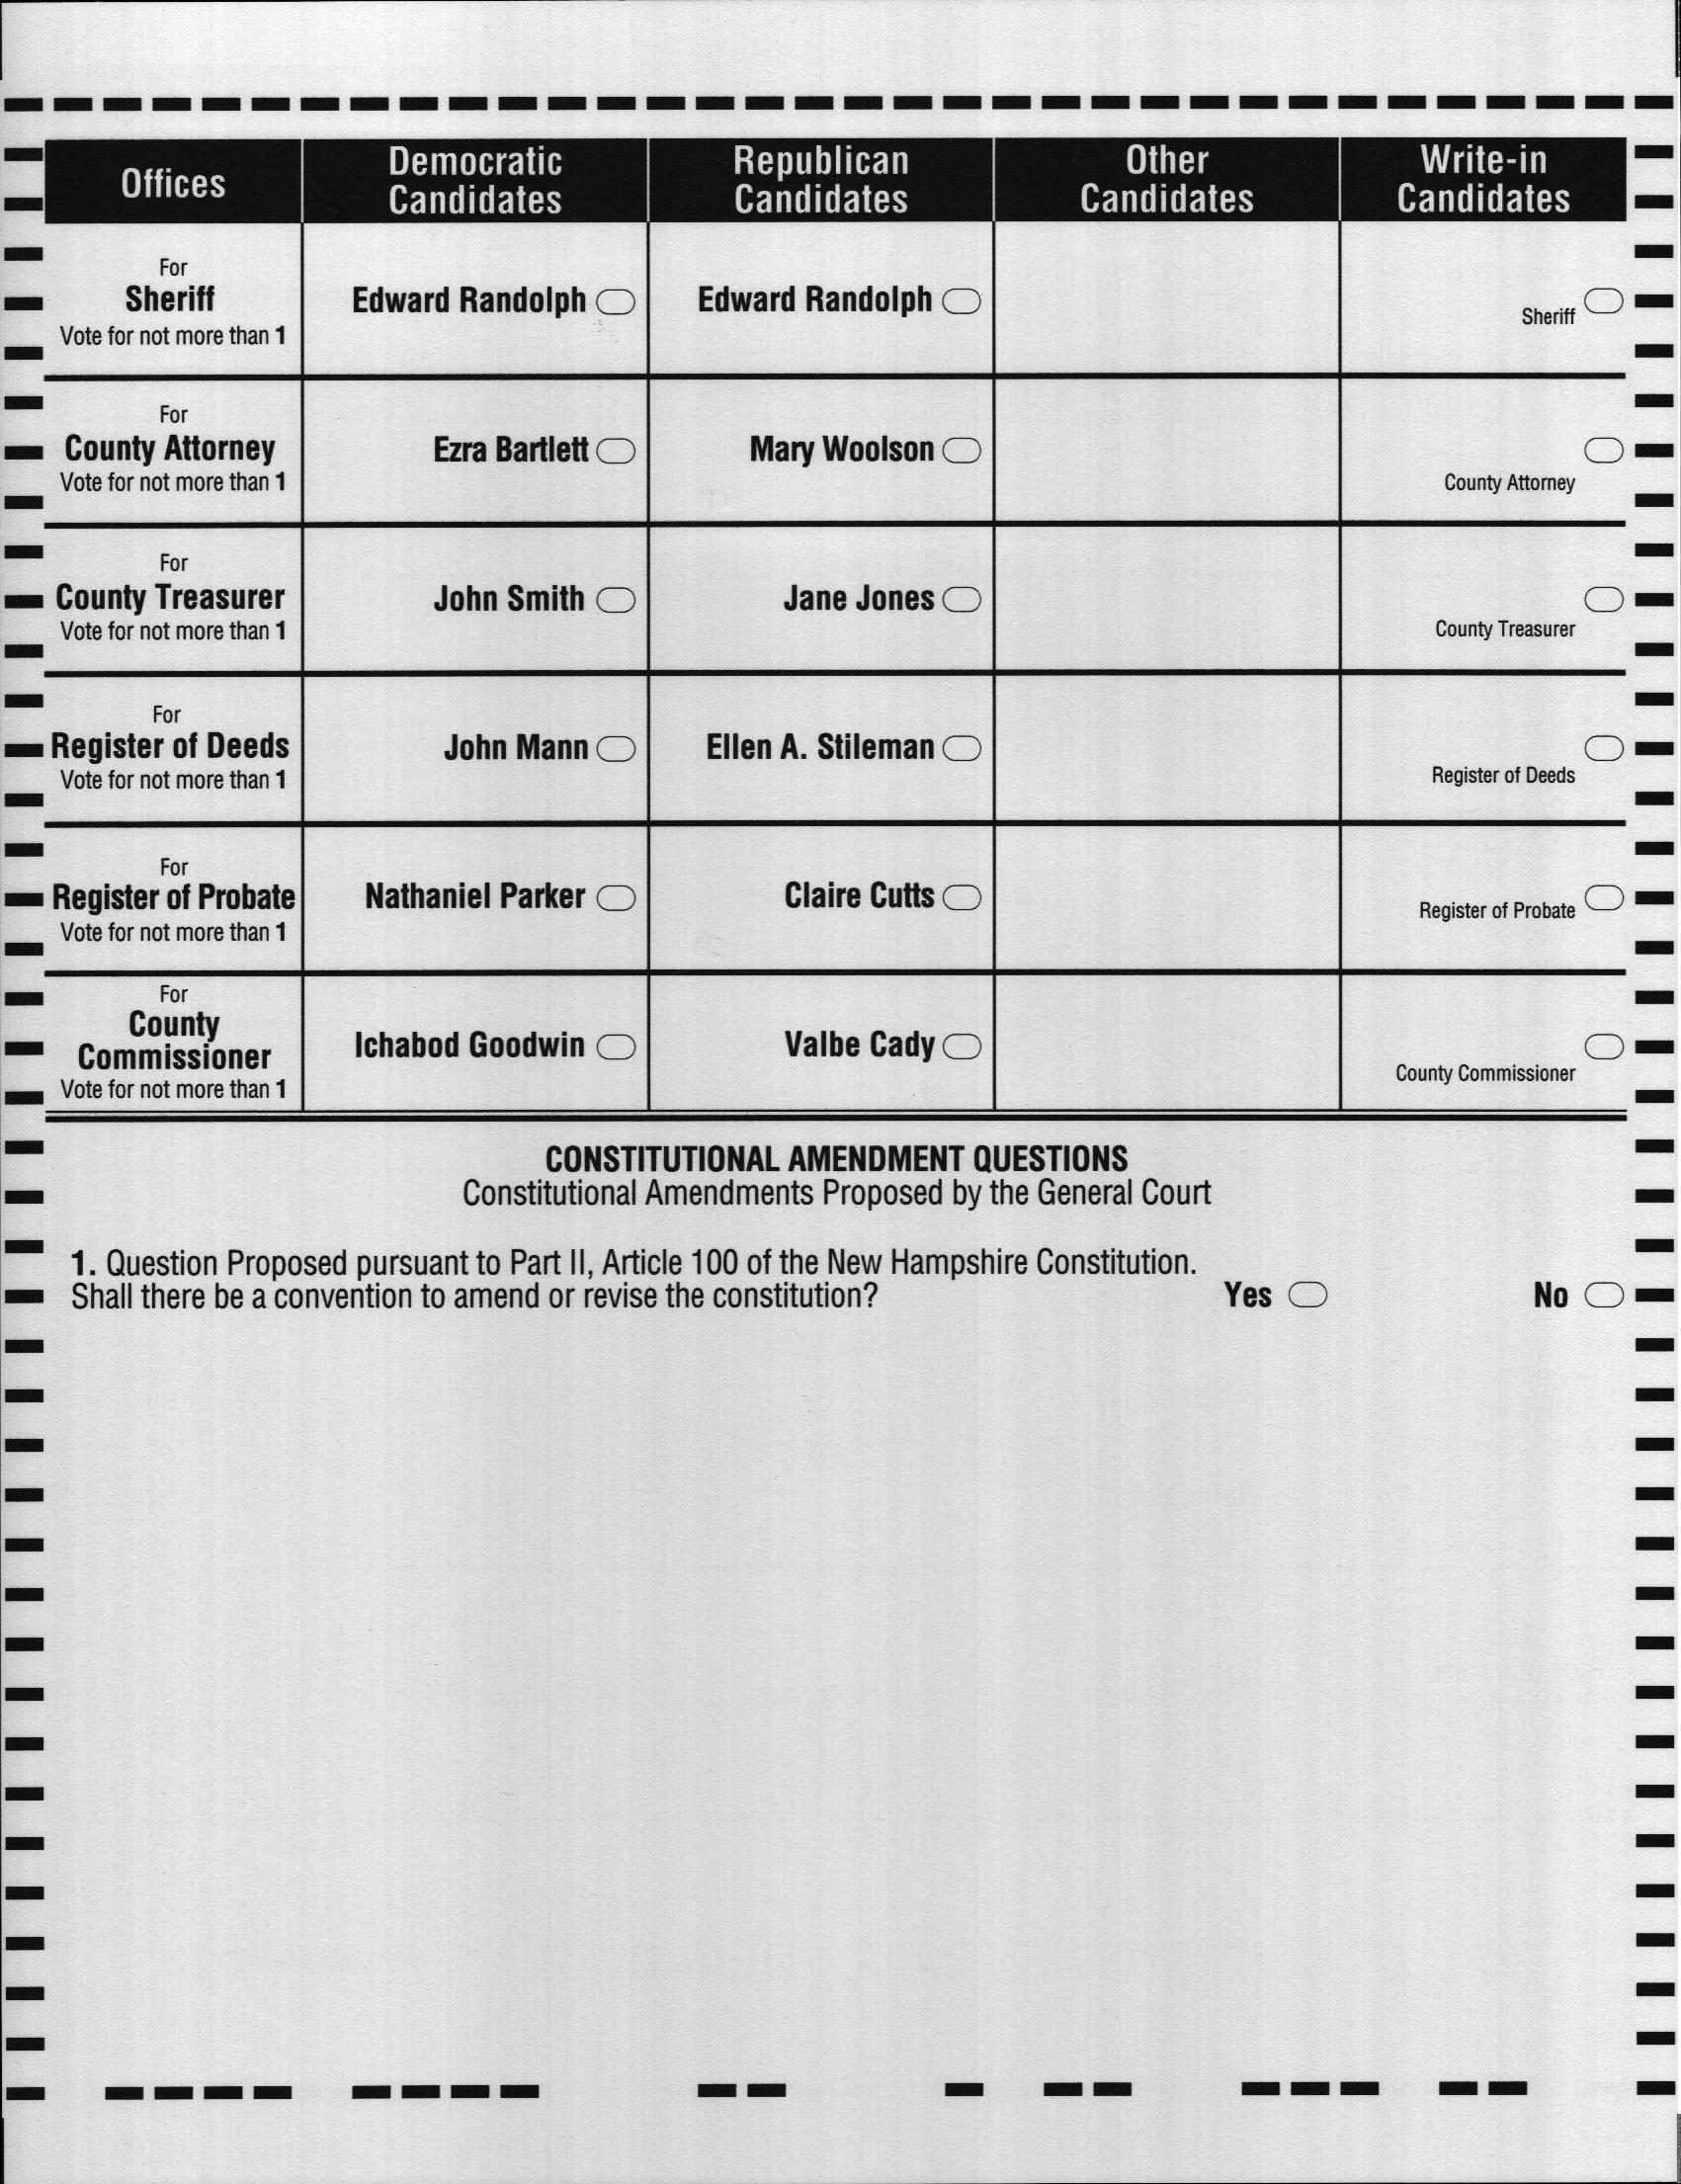 Offices
Democratic
Candidates
Republican
Candidates
Other
Candidates
Write-in
Candidates
For
Sheriff
Vote for not more than 1
Edward Randolph
Edward Randolph
Sheriff
For
County Attorney
Vote for not more than 1
Ezra Bartlett
Mary Woolson
County Attorney
For
County Treasurer
Vote for not more than 1
John Smith
Jane Jones
County Treasurer
For
Register of Deeds
Vote for not more than 1
John Mann
Ellen A. Stileman
Register of Deeds
For
Register of Probate
Vote for not more than 1
Nathaniel Parker
Claire Cutts
Register of Probate
For
County
Commissioner
Vote for not more than 1
Ichabod Goodwin
Valbe Cady
County Commissioner
CONSTITUTIONAL AMENDMENT QUESTIONS
Constitutional Amendments Proposed by the General Court
1. Question Proposed pursuant to Part II, Article 100 of the New Hampshire Constitution.
Shall there be a convention to amend or revise the constitution? Yes No